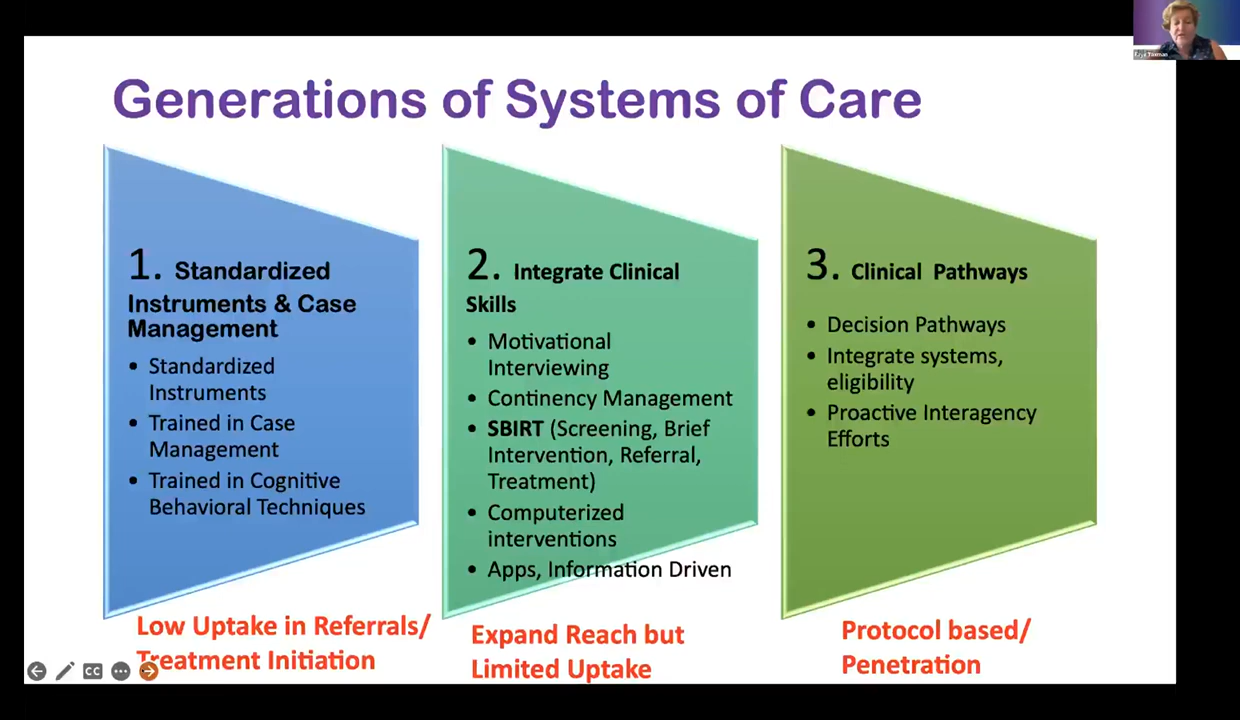 Generations of Systems of Care
1. Standardized
Instruments & Case
Management
• Standardized
Instruments
• Trained in Case
Management
• Trained in Cognitive
Behavioral Techniques
Low Uptake in Referrals/
Treatment Initiation
2. Integrate Clinical
Skills
• Motivational
Interviewing
• Continency Management
• SBIRT (Screening, Brief
Intervention, Referral,
Treatment)
• Computerized
interventions
• Apps, Information Driven
Expand Reach but
Limited Uptake
3. Clinical Pathways
• Decision Pathways
• Integrate systems,
eligibility
• Proactive Interagency
Efforts
Protocol based/
Penetration
CC
Taxman